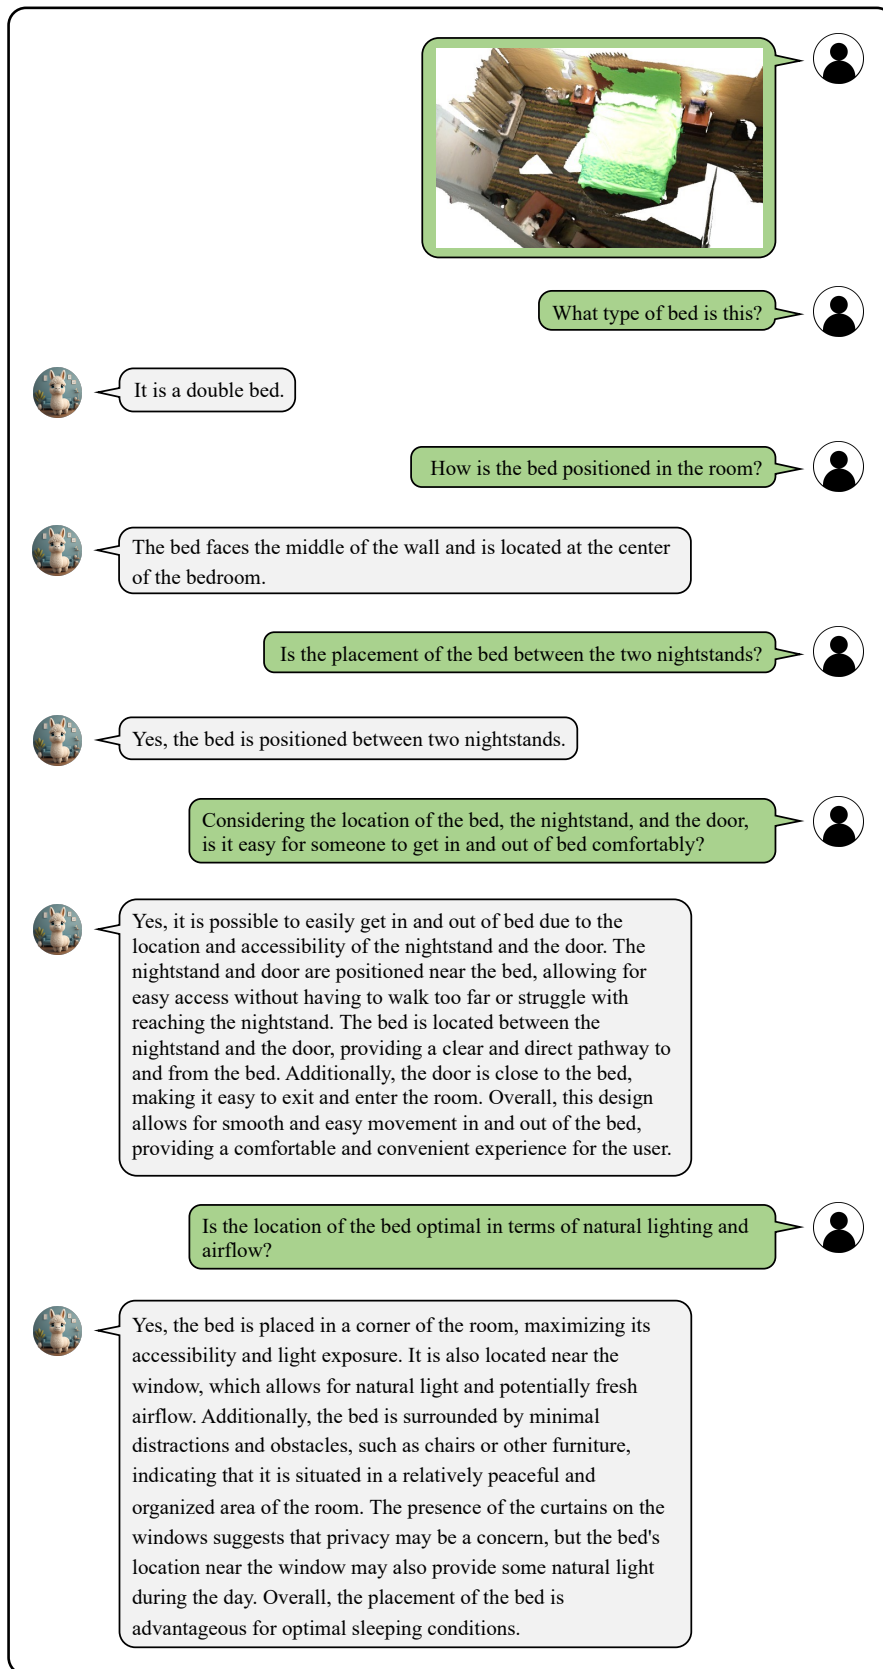 What type of bed is this?
It is a double bed.
How is the bed positioned in the room?
The bed faces the middle of the wall and is located at the center
of the bedroom.
Is the placement of the bed between the two nightstands?
Yes, the bed is positioned between two nightstands.
Considering the location of the bed, the nightstand, and the door,
is it easy for someone to get in and out of bed comfortably?
Yes, it is possible to easily get in and out of bed due to the
location and accessibility of the nightstand and the door. The
nightstand and door are positioned near the bed, allowing for
easy access without having to walk too far or struggle with
reaching the nightstand. The bed is located between the
nightstand and the door, providing a clear and direct pathway to
and from the bed. Additionally, the door is close to the bed,
making it easy to exit and enter the room. Overall, this design
allows for smooth and easy movement in and out of the bed,
providing a comfortable and convenient experience for the user.
Is the location of the bed optimal in terms of natural lighting and
airflow?
Yes, the bed is placed in a corner of the room, maximizing its
accessibility and light exposure. It is also located near the
window, which allows for natural light and potentially fresh
airflow. Additionally, the bed is surrounded by minimal
distractions and obstacles, such as chairs or other furniture,
indicating that it is situated in a relatively peaceful and
organized area of the room. The presence of the curtains on the
windows suggests that privacy may be a concern, but the bed's
location near the window may also provide some natural light
during the day. Overall, the placement of the bed is
advantageous for optimal sleeping conditions.